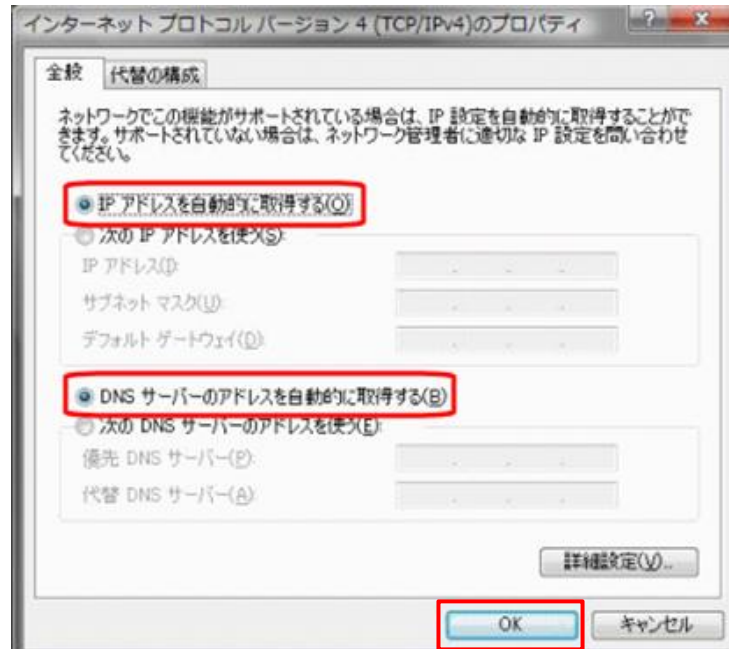 インターネット プロトコル バージョン 4 (TCP/IPv4)のプロパティ
全般 代替の構成
ネットワークでこの機能がサポートされている場合は、IP 設定を自動的に取得することがで
きます。サポートされていない場合は、ネットワーク管理者に適切な IP 設定を問い合わせ
てください。
IP アドレスを自動的に取得する(O)
次の IP アドレスを使う(S):
IP アドレス(I):
サブネット マスク(U):
デフォルト ゲートウェイ(D):
DNS サーバーのアドレスを自動的に取得する(B)
次の DNS サーバーのアドレスを使う(E):
優先 DNS サーバー(P):
代替 DNS サーバー(A):
詳細設定(V)...
OK キャンセル